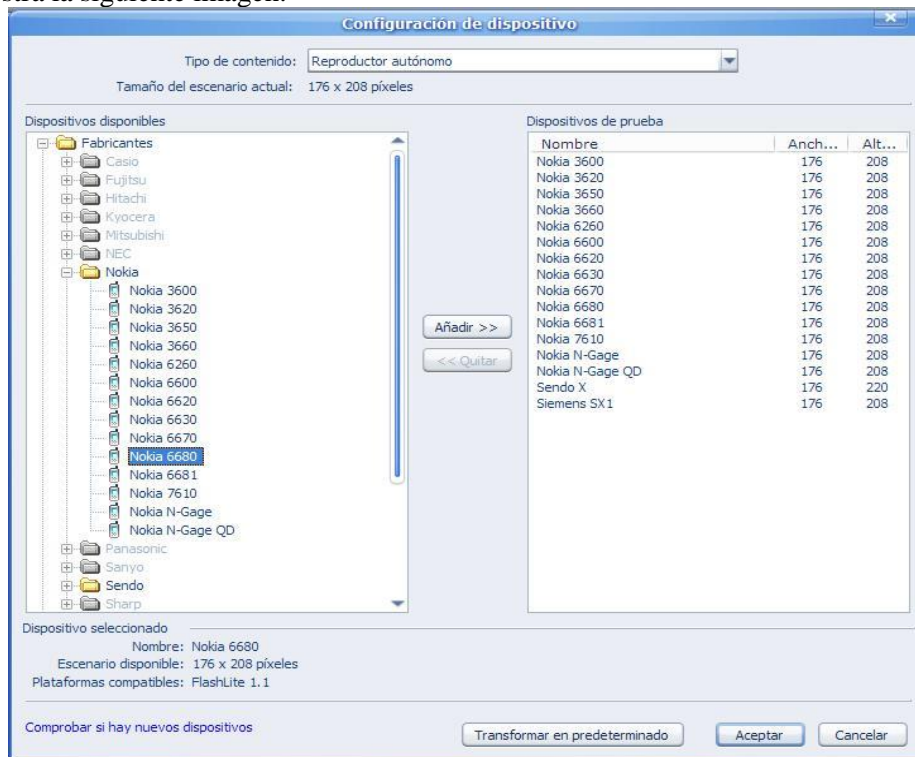 Configuración de dispositivo
Tipo de contenido: Reproductor autónomo
Tamaño del escenario actual: 176 x 208 píxeles
Dispositivos disponibles
Fabricantes
Casio
Fujitsu
Hitachi
Kyocera
Mitsubishi
NEC
Nokia
Nokia 3600
Nokia 3620
Nokia 3650
Nokia 3660
Nokia 6260
Nokia 6600
Nokia 6620
Nokia 6630
Nokia 6670
Nokia 6680
Nokia 6681
Nokia 7610
Nokia N-Gage
Nokia N-Gage QD
Panasonic
Sanyo
Sendo
Sharp
Añadir >>
<< Quitar
Dispositivos de prueba
Nombre Anch... Alt...
Nokia 3600 176 208
Nokia 3620 176 208
Nokia 3650 176 208
Nokia 3660 176 208
Nokia 6260 176 208
Nokia 6600 176 208
Nokia 6620 176 208
Nokia 6630 176 208
Nokia 6670 176 208
Nokia 6680 176 208
Nokia 6681 176 208
Nokia 7610 176 208
Nokia N-Gage 176 208
Nokia N-Gage QD 176 208
Sendo X 176 220
Siemens SX1 176 208
Dispositivo seleccionado
Nombre: Nokia 6680
Escenario disponible: 176 x 208 píxeles
Plataformas compatibles: FlashLite 1.1
Comprobar si hay nuevos dispositivos
Transformar en predeterminado
Aceptar
Cancelar